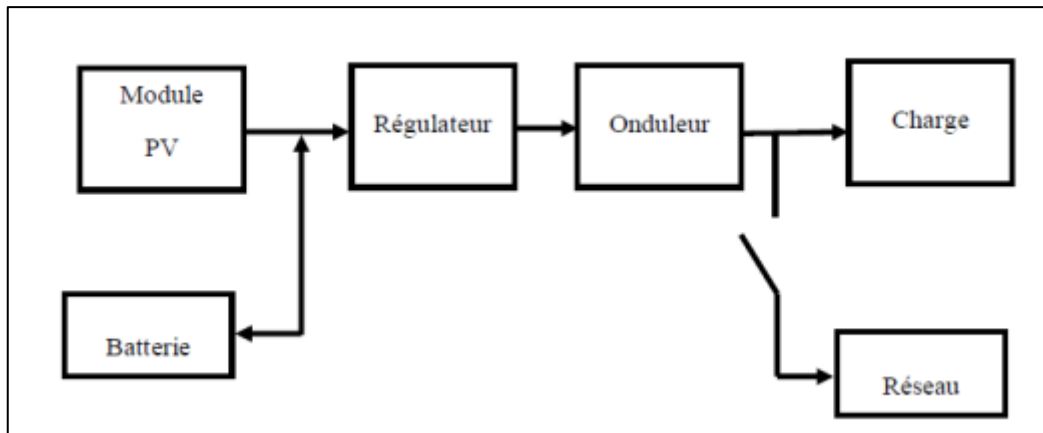 Module
PV
Régulateur
Onduleur
Charge
Batterie
Réseau